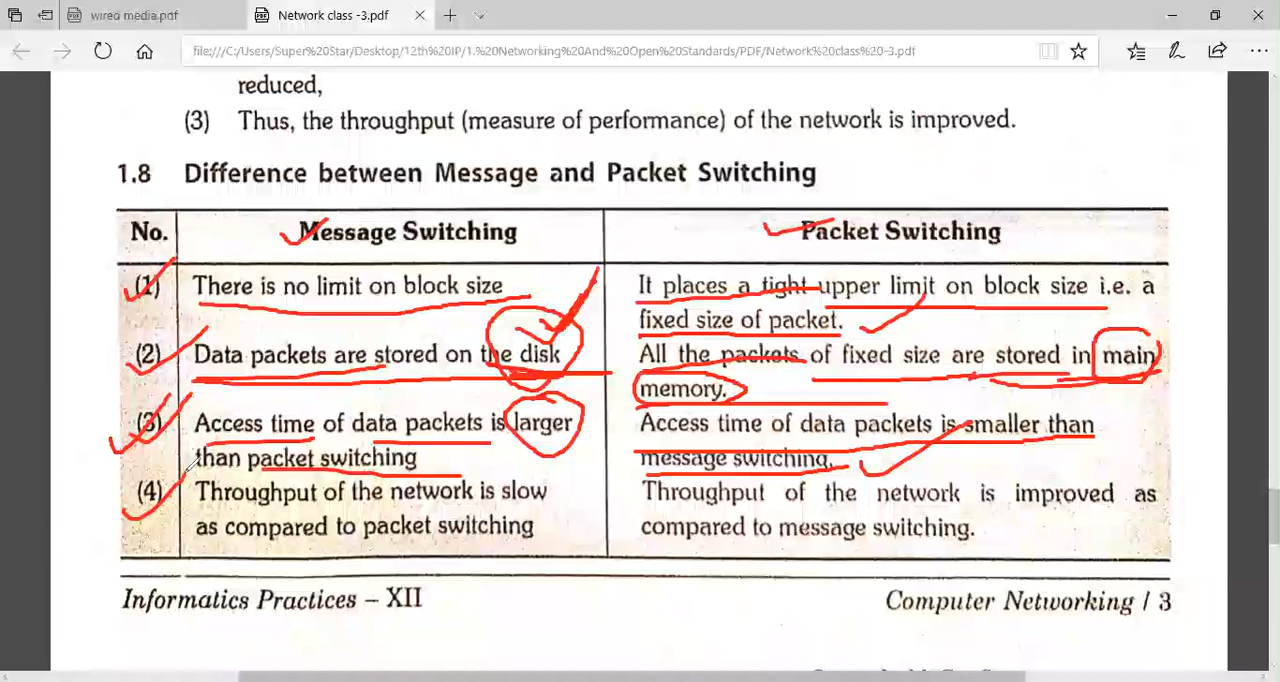 wired media.pdf
Network class -3.pdf
file:///C:/Users/Super%20Star/Desktop/12th%20IP/1.%20Networking%20And%20Open%20Standards/PDF/Network%20class%20-3.pdf
reduced,
(3) Thus, the throughput (measure of performance) of the network is improved.
1.8 Difference between Message and Packet Switching
No. Message Switching Packet Switching
(1) There is no limit on block size It places a tight upper limit on block size i.e. a
fixed size of packet.
(2) Data packets are stored on the disk All the packets of fixed size are stored in main
memory.
(3) Access time of data packets is larger Access time of data packets is smaller than
than packet switching message switching.
(4) Throughput of the network is slow Throughput of the network is improved as
as compared to packet switching compared to message switching.
Informatics Practices – XII Computer Networking / 3